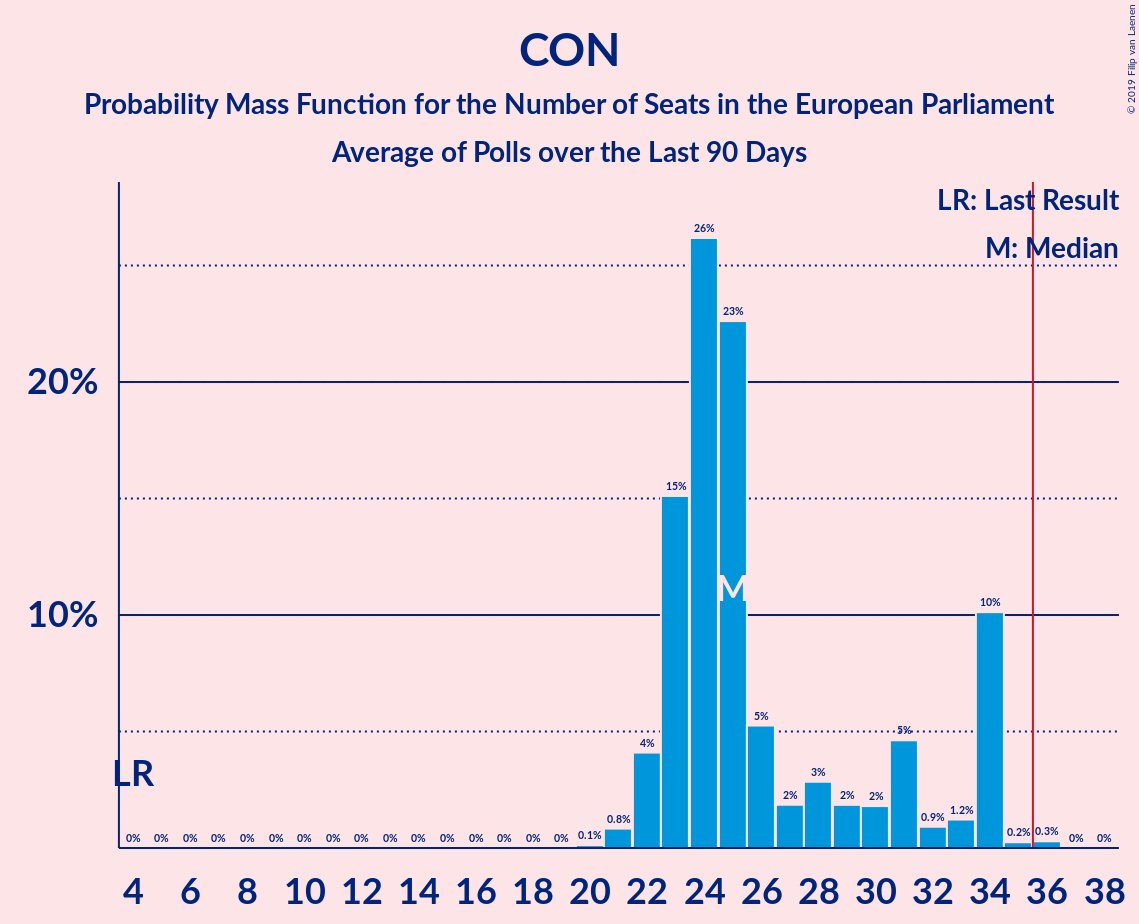 CON
Probability Mass Function for the Number of Seats in the European Parliament
Average of Polls over the Last 90 Days
© 2019 Filip van Laenen
LR: Last Result
M: Median
20%
10%
LR
M
0% 0% 0% 0% 0% 0% 0% 0% 0% 0% 0% 0% 0% 0% 0% 0% 0.1% 0.8% 4% 15% 26% 23% 5% 2% 3% 2% 2% 5% 0.9% 1.2% 10% 0.2% 0.3% 0% 0%
4 6 8 10 12 14 16 18 20 22 24 26 28 30 32 34 36 38